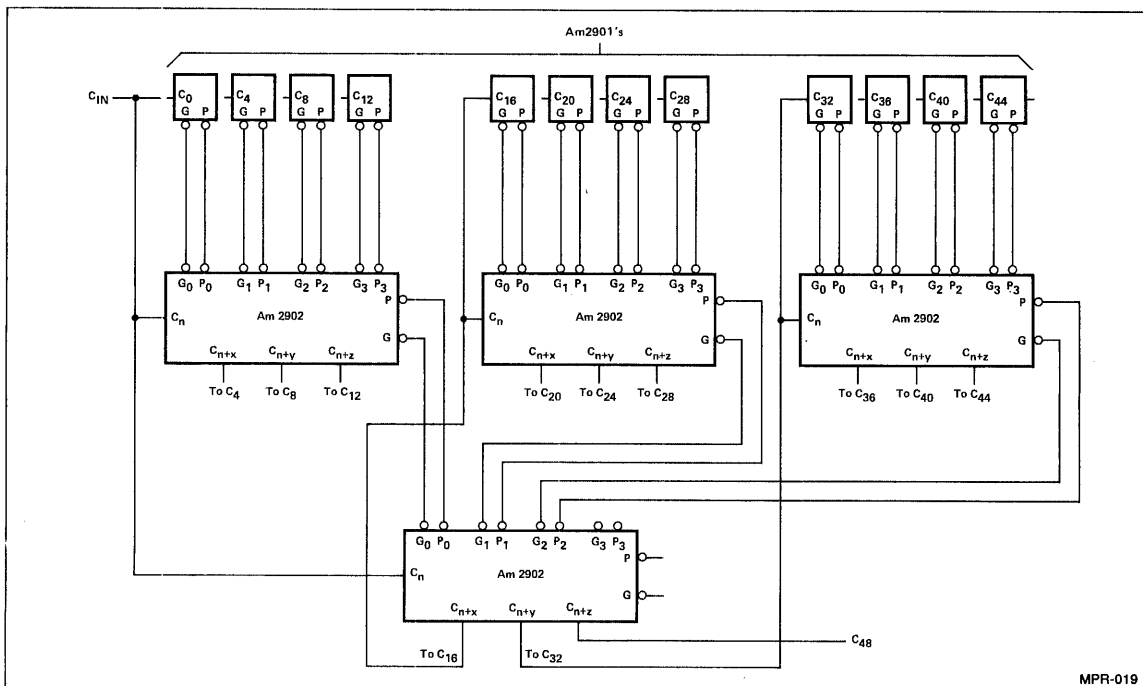 Am2901's
C_IN C0 C4 C8 C12 C16 C20 C24 C28 C32 C36 C40 C44
G P G P G P G P G P G P G P G P G P G P G P G P
G0 P0 G1 P1 G2 P2 G3 P3 G0 P0 G1 P1 G2 P2 G3 P3 G0 P0 G1 P1 G2 P2 G3 P3
P P P
Cn Am 2902 Cn Am 2902 Cn Am 2902
G G G
Cn+x Cn+y Cn+z Cn+x Cn+y Cn+z Cn+x Cn+y Cn+z
To C4 To C8 To C12 To C20 To C24 To C28 To C36 To C40 To C44
G0 P0 G1 P1 G2 P2 G3 P3
P
Cn Am 2902
G
Cn+x Cn+y Cn+z
To C16 To C32 C48
MPR-019